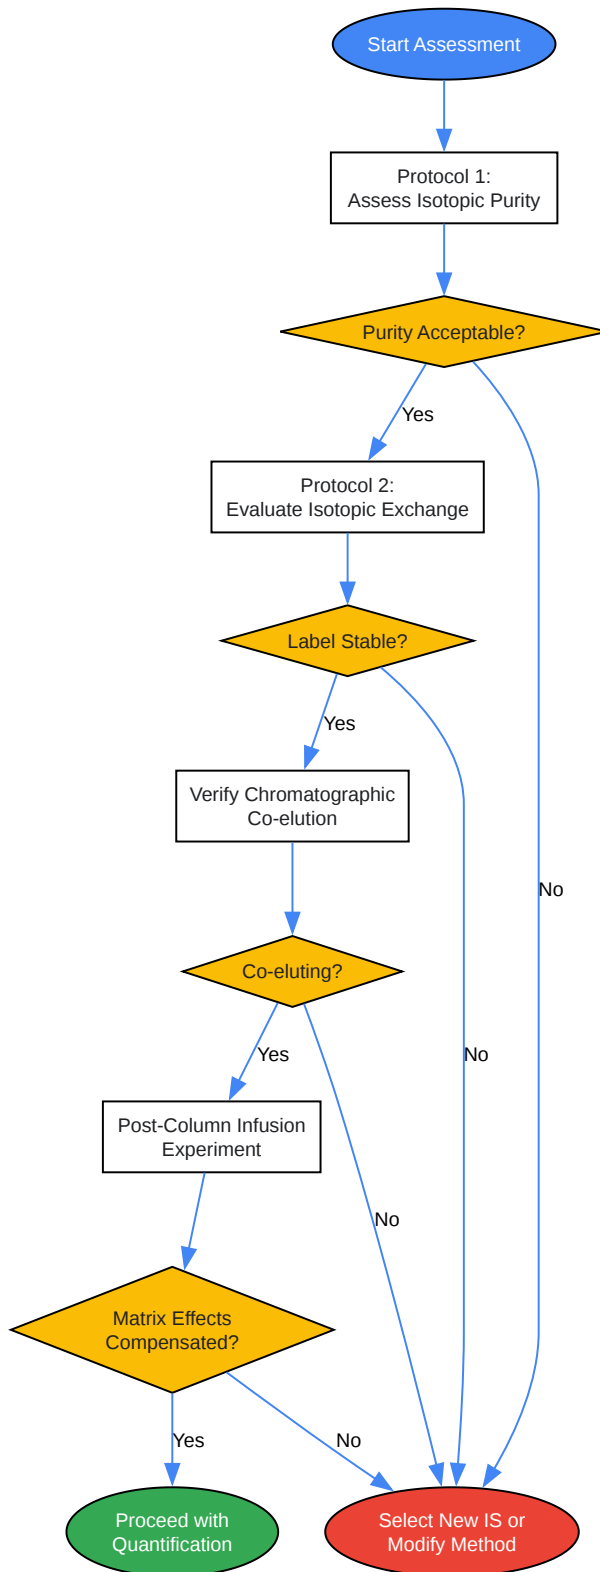 Start Assessment
Protocol 1:
Assess Isotopic Purity
Purity Acceptable?
Yes
Protocol 2:
Evaluate Isotopic Exchange
Label Stable?
Yes
Verify Chromatographic
Co-elution
No
Co-eluting?
Yes
No
Post-Column Infusion
Experiment
No
Matrix Effects
Compensated?
Yes
No
Proceed with
Quantification
Select New IS or
Modify Method